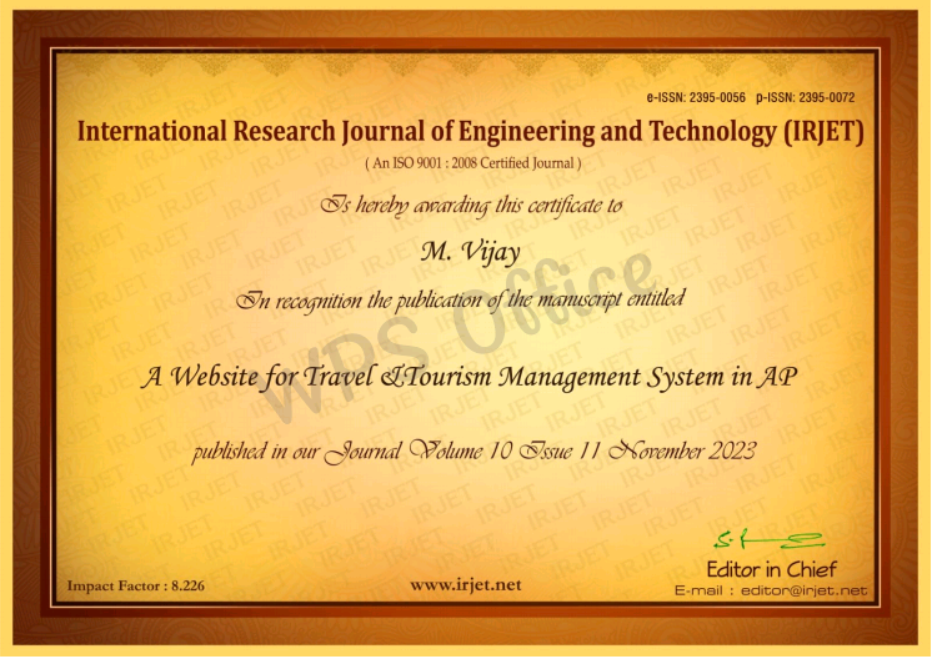 e-ISSN: 2395-0056 p-ISSN: 2395-0072
International Research Journal of Engineering and Technology (IRJET)
( An ISO 9001 : 2008 Certified Journal )
Is hereby awarding this certificate to
M. Vijay
In recognition the publication of the manuscript entitled
WPS Office
A Website for Travel &Tourism Management System in AP
published in our Journal Volume 10 Issue 11 November 2023
Editor in Chief
Impact Factor : 8.226
www.irjet.net
E-mail : editor@irjet.net